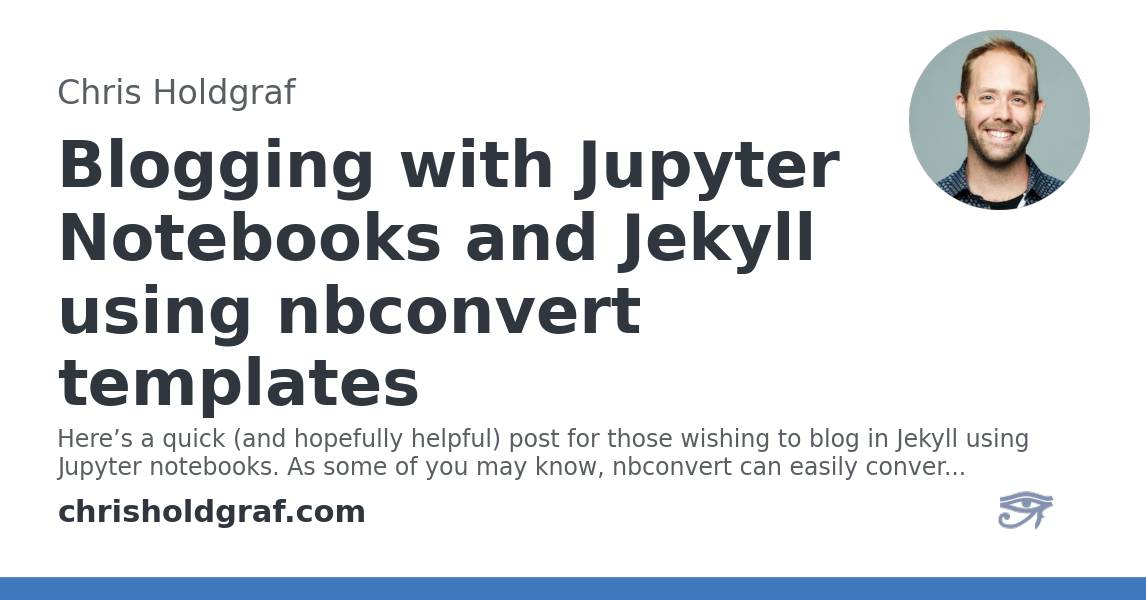 Chris Holdgraf
Blogging with Jupyter
Notebooks and Jekyll
using nbconvert
templates
Here’s a quick (and hopefully helpful) post for those wishing to blog in Jekyll using
Jupyter notebooks. As some of you may know, nbconvert can easily conver...
chrisholdgraf.com